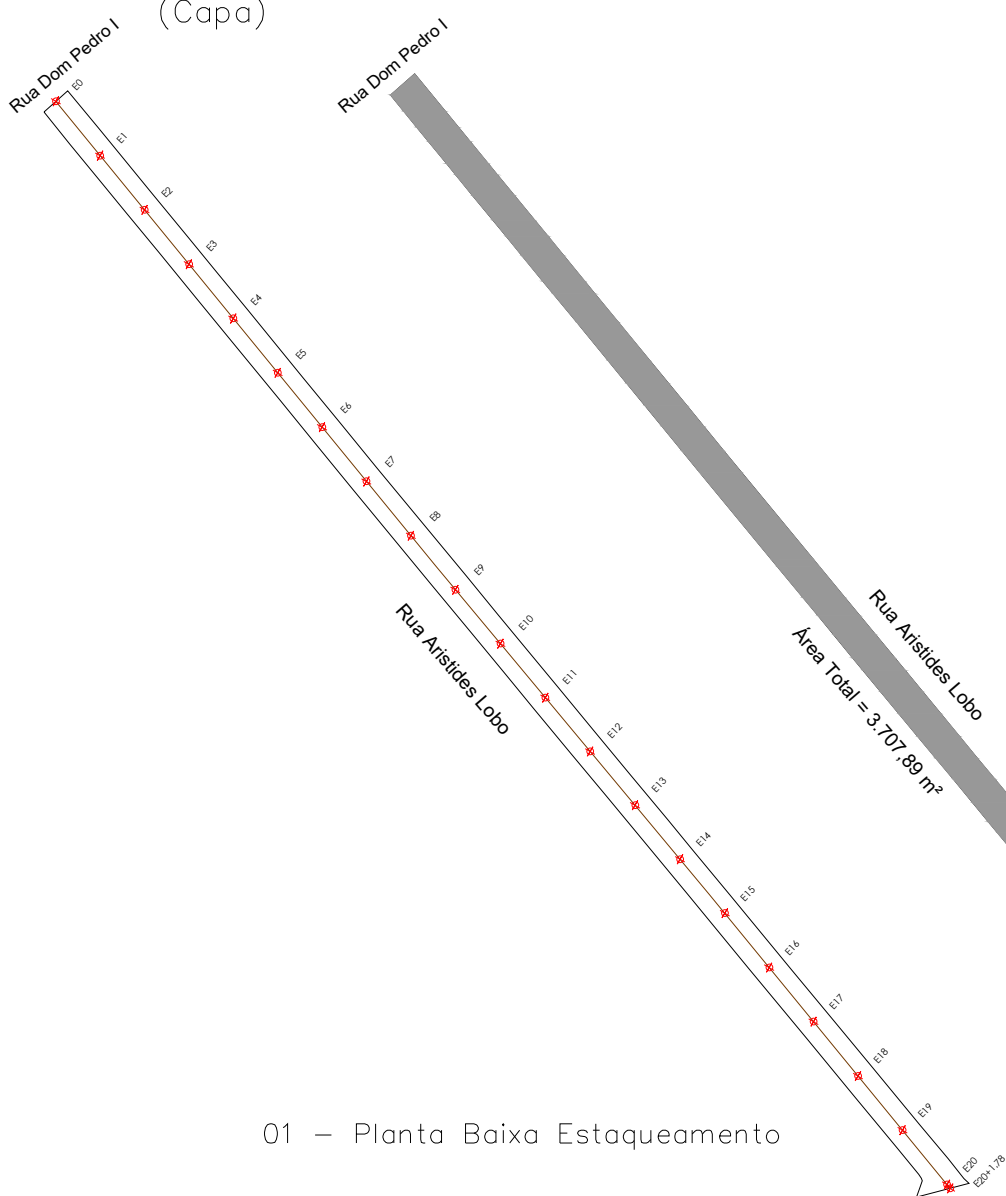 (Capa)
Rua Dom Pedro I
Rua Dom Pedro I
E0
E1
E2
E3
E4
E5
E6
E7
E8
E9
E10
E11
E12
E13
E14
E15
E16
E17
E18
E19
E20
E20+1,78
Rua Aristides Lobo
Rua Aristides Lobo
Área Total = 3.707,89 m²
01 - Planta Baixa Estaqueamento